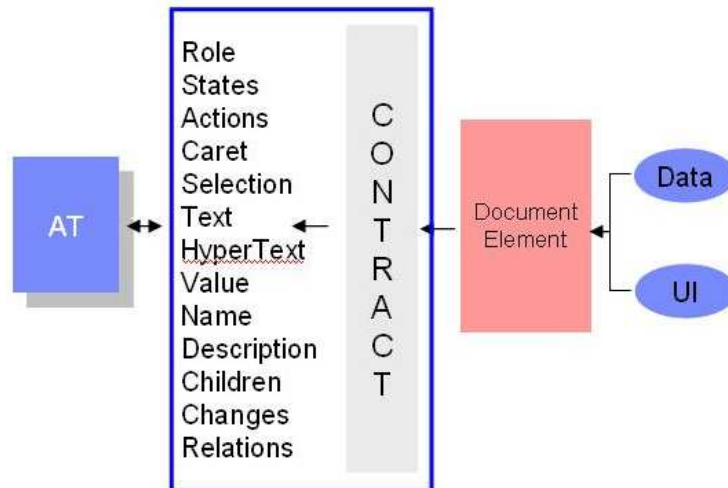 AT
Role
States
Actions
Caret
Selection
Text
HyperText
Value
Name
Description
Children
Changes
Relations
C
O
N
T
R
A
C
T
Document
Element
Data
UI